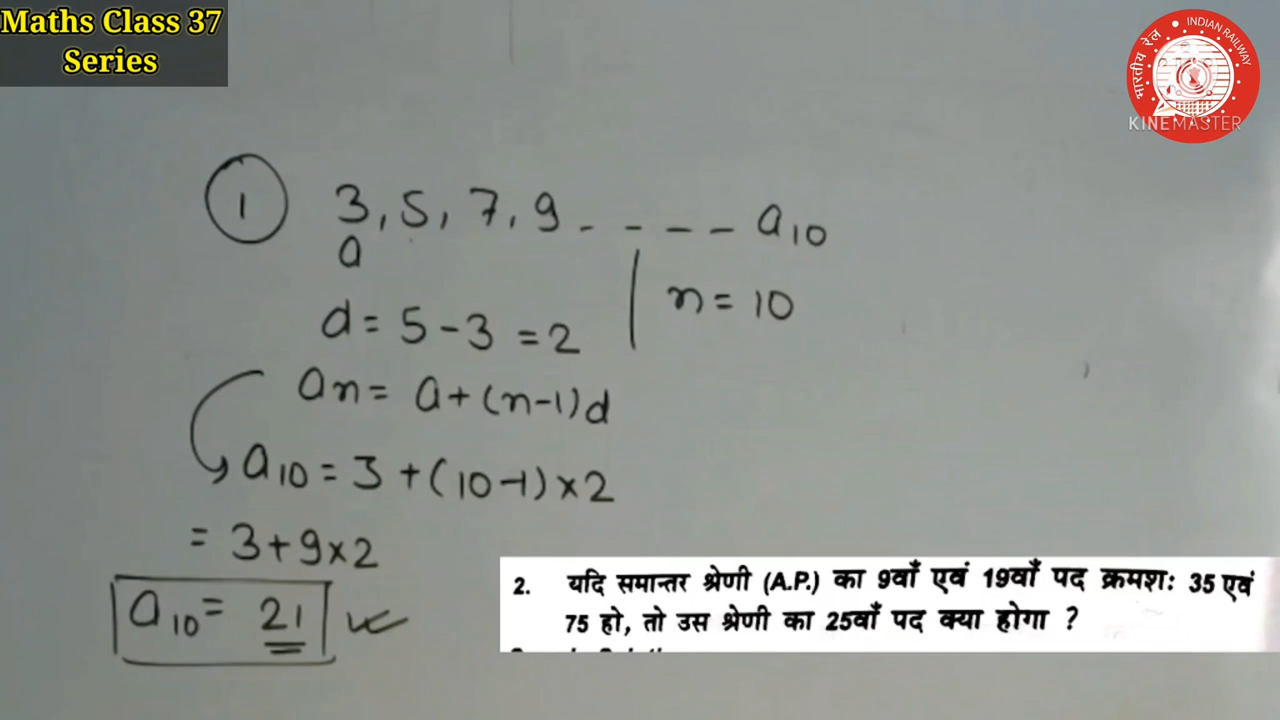 Maths Class 37
Series
भारतीय रेल INDIAN RAILWAY
KINEMASTER
1 3, 5, 7, 9 - - - - a10
a
d = 5 - 3 = 2 | n = 10
an = a + (n-1)d
a10 = 3 + (10-1) × 2
= 3 + 9 × 2
a10 = 21
2. यदि समान्तर श्रेणी (A.P.) का 9वाँ एवं 19वाँ पद क्रमशः 35 एवं
75 हो, तो उस श्रेणी का 25वाँ पद क्या होगा ?